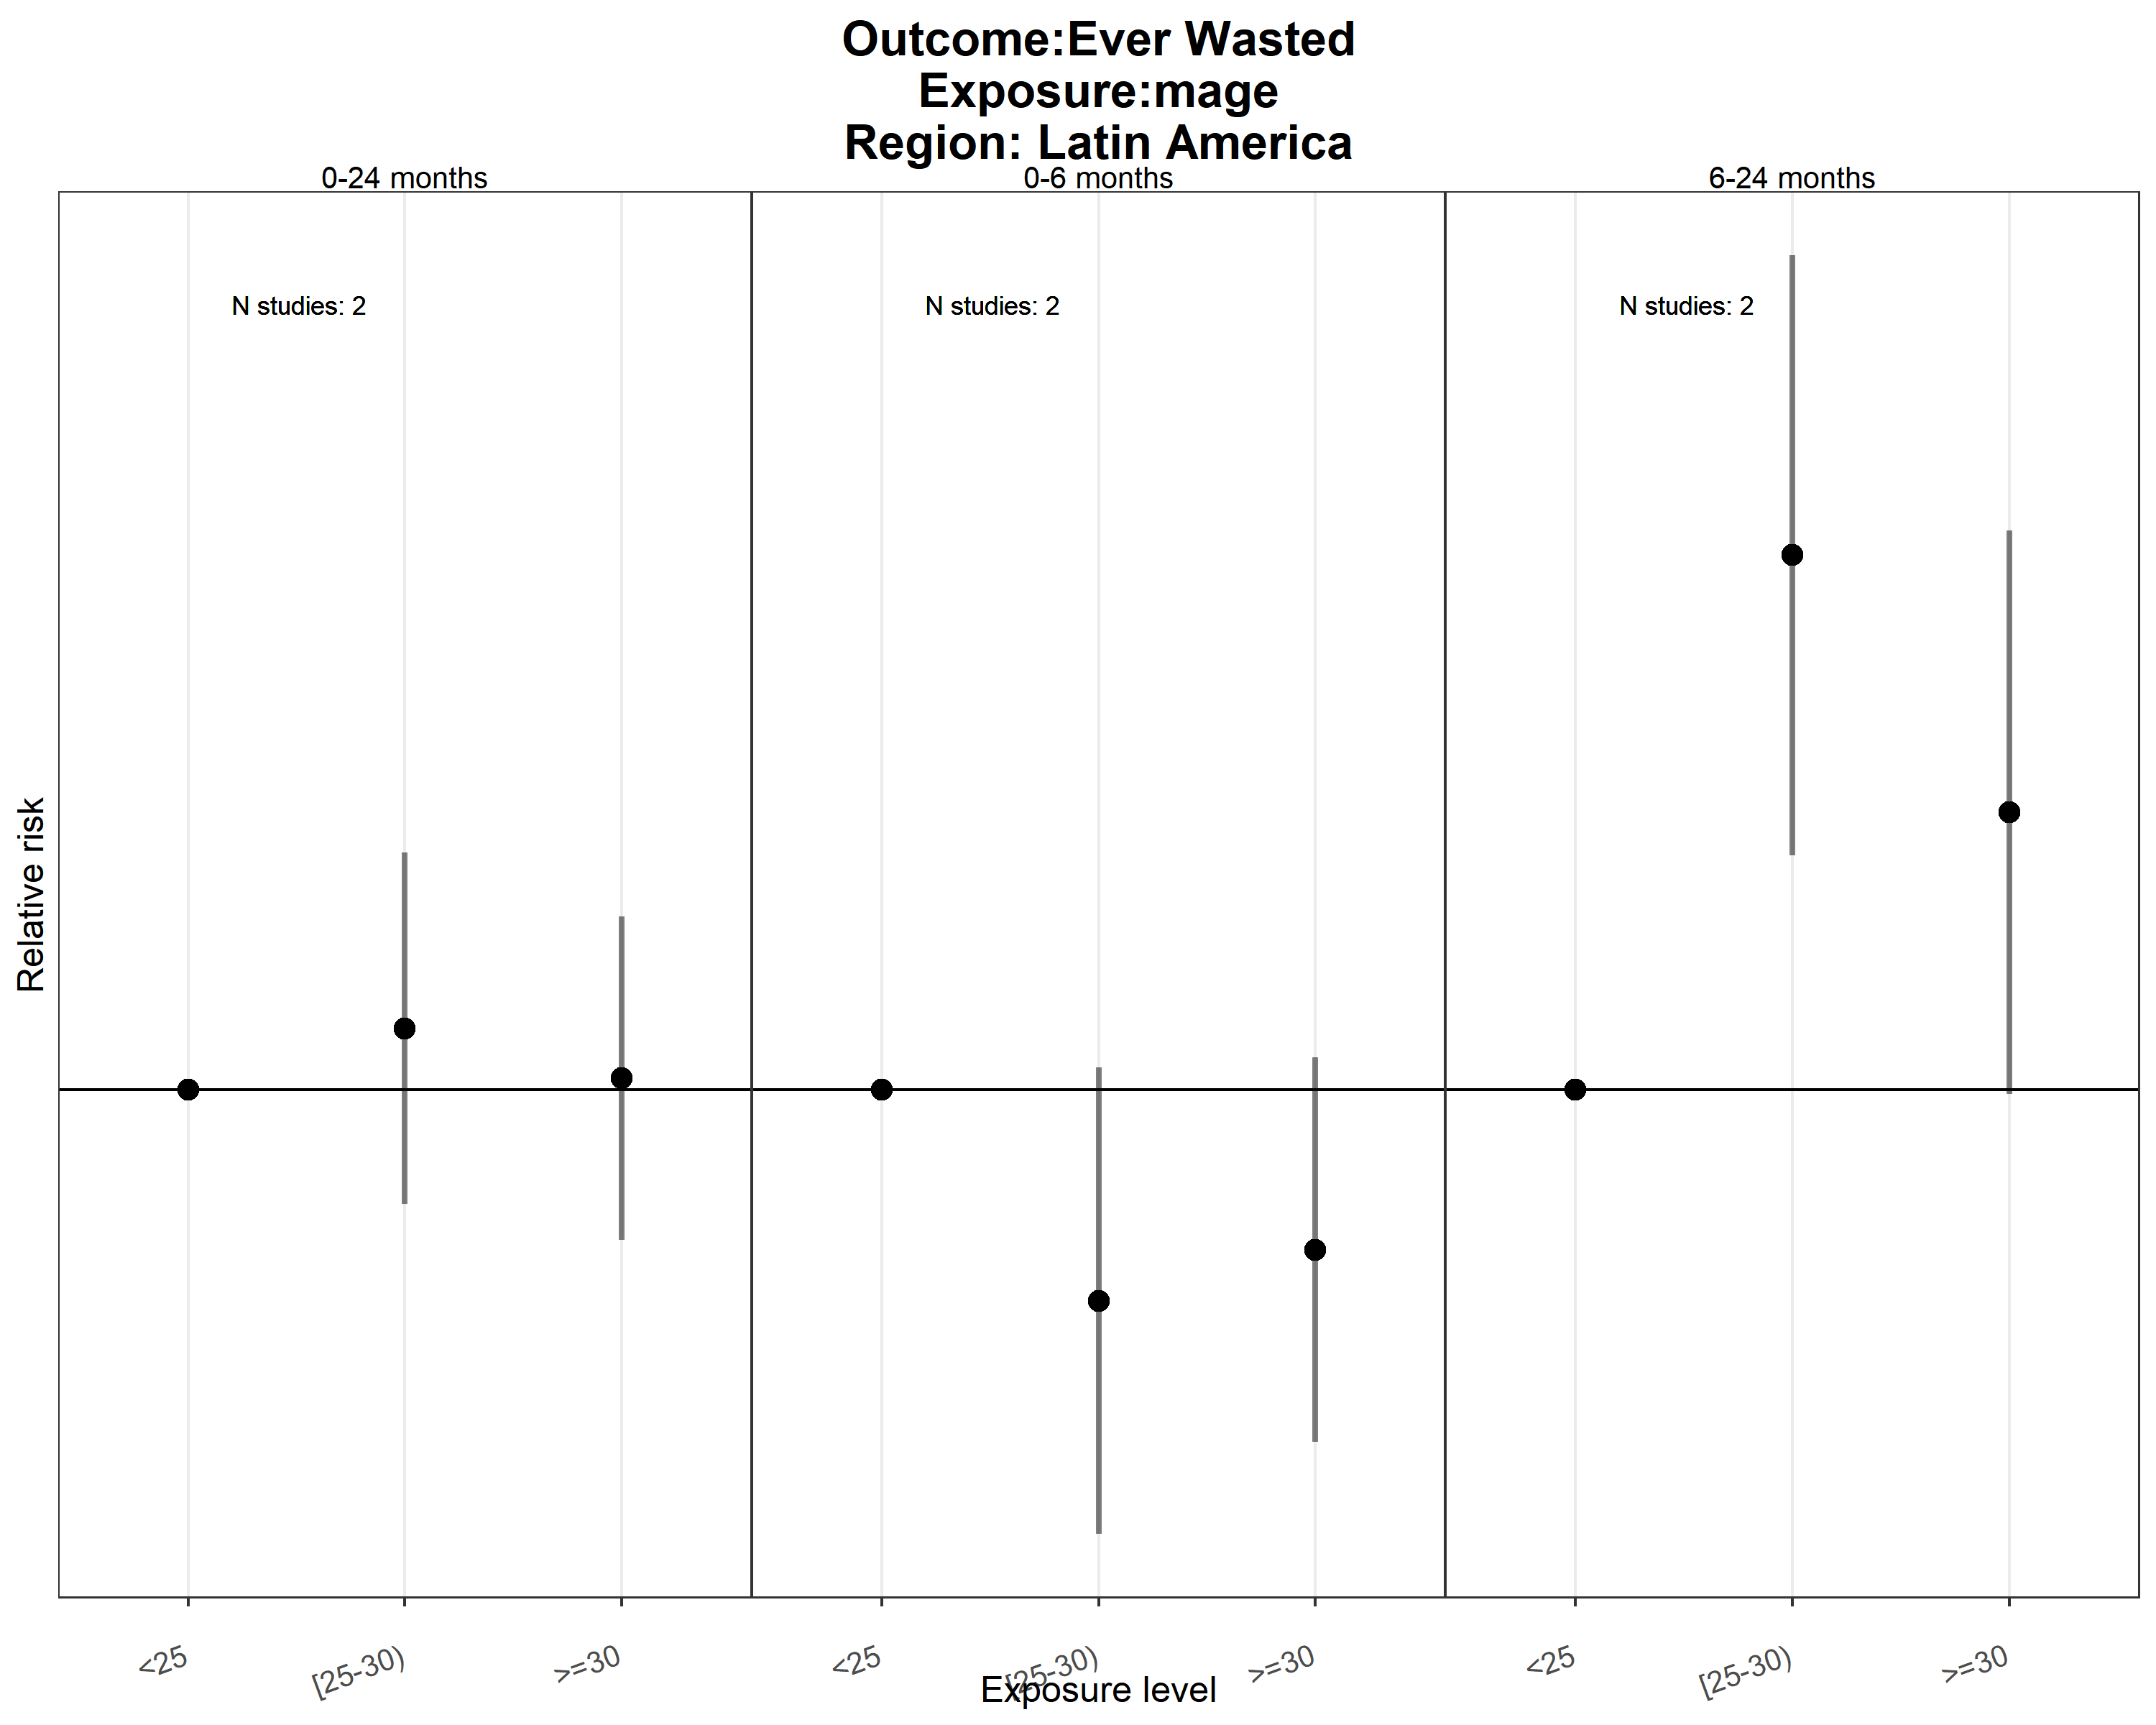 Outcome:Ever Wasted
Exposure:mage
Region: Latin America
0-24 months
0-6 months
6-24 months
N studies: 2
N studies: 2
N studies: 2
Relative risk
<25
[25-30)
>=30
<25
[25-30)
>=30
<25
[25-30)
>=30
Exposure level